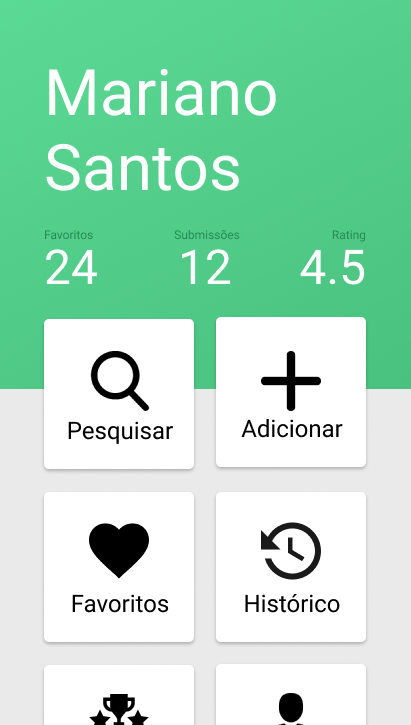 Mariano
Santos
Favoritos Submissões Rating
24 12 4.5
Pesquisar Adicionar
Favoritos Histórico